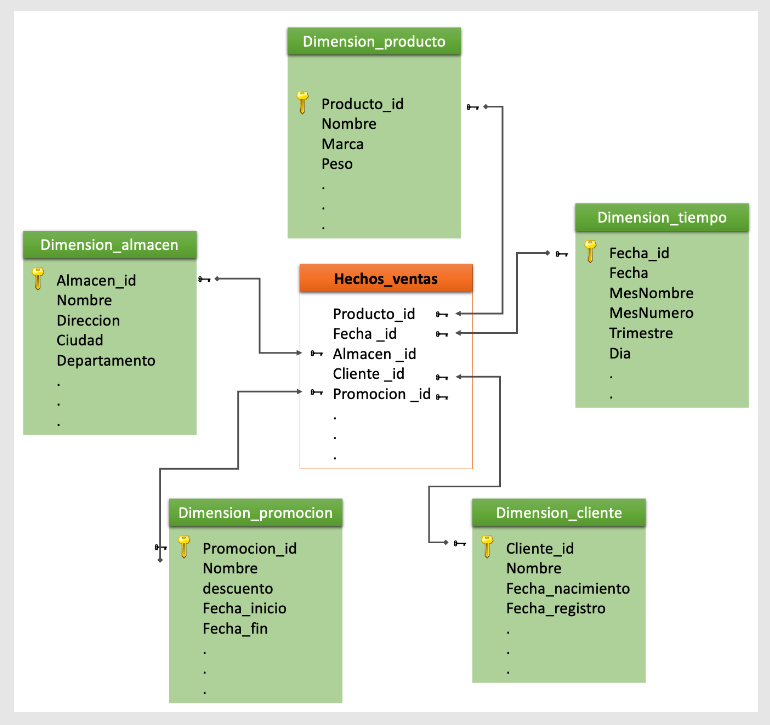 Dimension_producto
Producto_id
Nombre
Marca
Peso
.
.
.
Dimension_almacen
Almacen_id
Nombre
Direccion
Ciudad
Departamento
.
.
.
Hechos_ventas
Producto_id
Fecha _id
Almacen _id
Cliente _id
Promocion _id
.
.
.
Dimension_tiempo
Fecha_id
Fecha
MesNombre
MesNumero
Trimestre
Dia
.
.
Dimension_promocion
Promocion_id
Nombre
descuento
Fecha_inicio
Fecha_fin
.
.
.
Dimension_cliente
Cliente_id
Nombre
Fecha_nacimiento
Fecha_registro
.
.
.